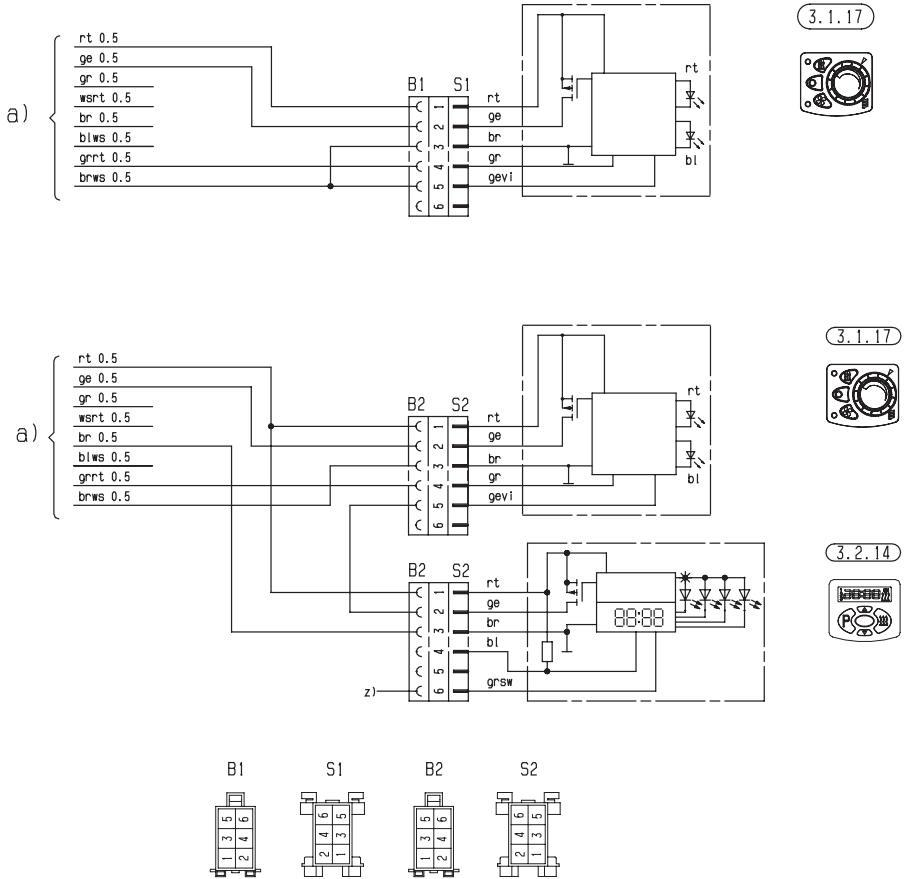 3.1.17
a)
rt 0.5
ge 0.5
gr 0.5
wsrt 0.5
br 0.5
blws 0.5
grrt 0.5
brws 0.5
B1 S1
1
2
3
4
5
6
rt
ge
br
gr
gevi
rt
bl
3.1.17
a)
rt 0.5
ge 0.5
gr 0.5
wsrt 0.5
br 0.5
blws 0.5
grrt 0.5
brws 0.5
B2 S2
1
2
3
4
5
6
rt
ge
br
gr
gevi
rt
bl
3.2.14
B2 S2
1
2
3
4
5
6
z)
rt
ge
br
bl
grsw
88:88
88:88
P
B1 S1 B2 S2
5 6 6 5 5 6 6 5
3 4 4 3 3 4 4 3
1 2 2 1 1 2 2 1